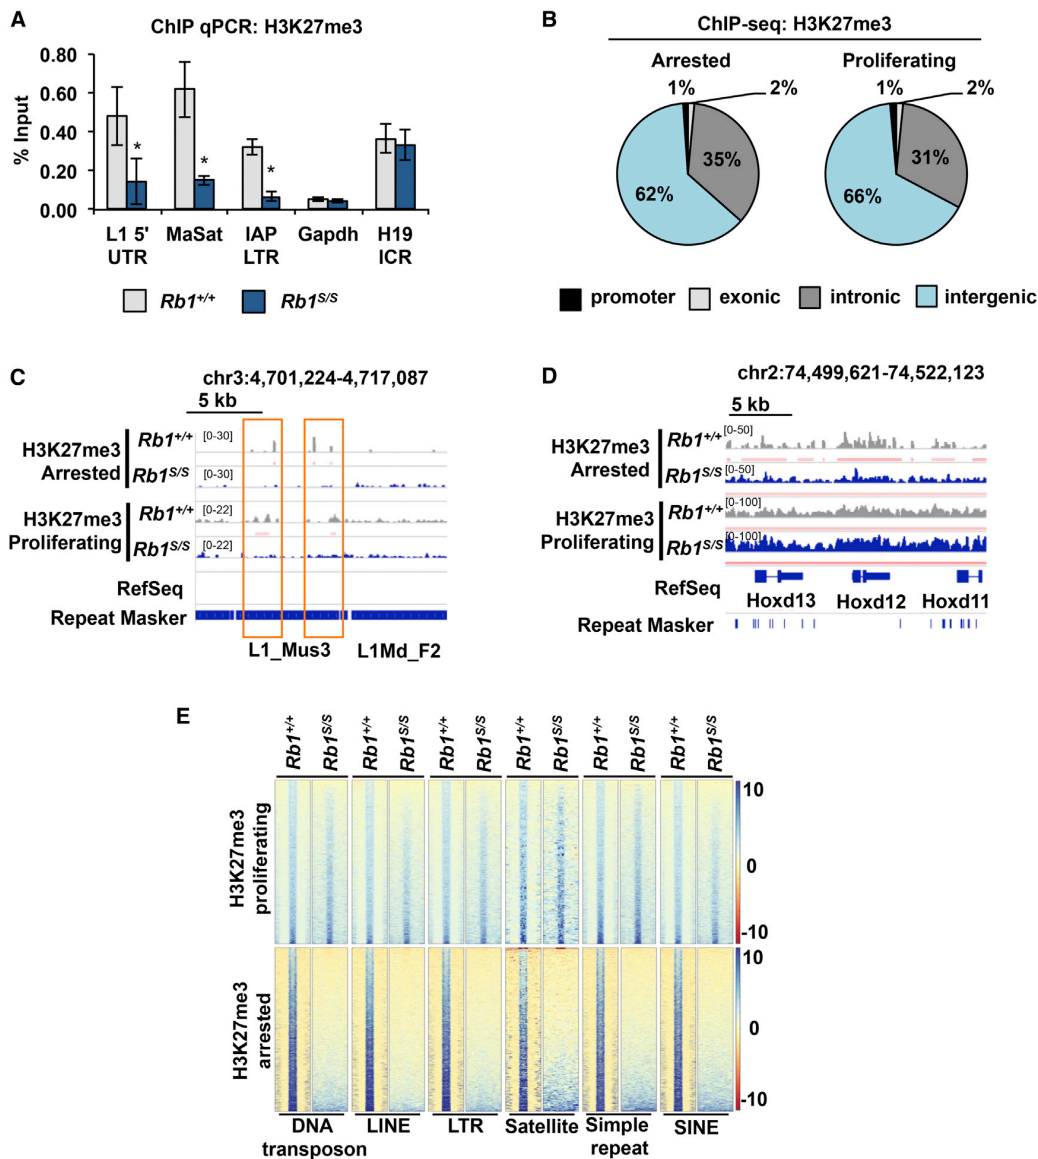 A
ChIP qPCR: H3K27me3
% Input
0.80
0.60
0.40
0.20
0.00
*
*
*
L1 5'
UTR
MaSat
IAP
LTR
Gapdh
H19
ICR
Rb1+/+
Rb1S/S
B
ChIP-seq: H3K27me3
Arrested
1%
2%
35%
62%
Proliferating
1%
2%
31%
66%
promoter
exonic
intronic
intergenic
C
chr3:4,701,224-4,717,087
5 kb
H3K27me3
Arrested
Rb1+/+
[0-30]
Rb1S/S
[0-30]
H3K27me3
Proliferating
Rb1+/+
[0-22]
Rb1S/S
[0-22]
RefSeq
Repeat Masker
L1_Mus3
L1Md_F2
D
chr2:74,499,621-74,522,123
5 kb
H3K27me3
Arrested
Rb1+/+
[0-50]
Rb1S/S
[0-50]
H3K27me3
Proliferating
Rb1+/+
[0-100]
Rb1S/S
[0-100]
RefSeq
Hoxd13
Hoxd12
Hoxd11
Repeat Masker
E
Rb1+/+
Rb1S/S
Rb1+/+
Rb1S/S
Rb1+/+
Rb1S/S
Rb1+/+
Rb1S/S
Rb1+/+
Rb1S/S
Rb1+/+
Rb1S/S
H3K27me3
proliferating
10
0
-10
H3K27me3
arrested
10
0
-10
DNA
transposon
LINE
LTR
Satellite
Simple
repeat
SINE